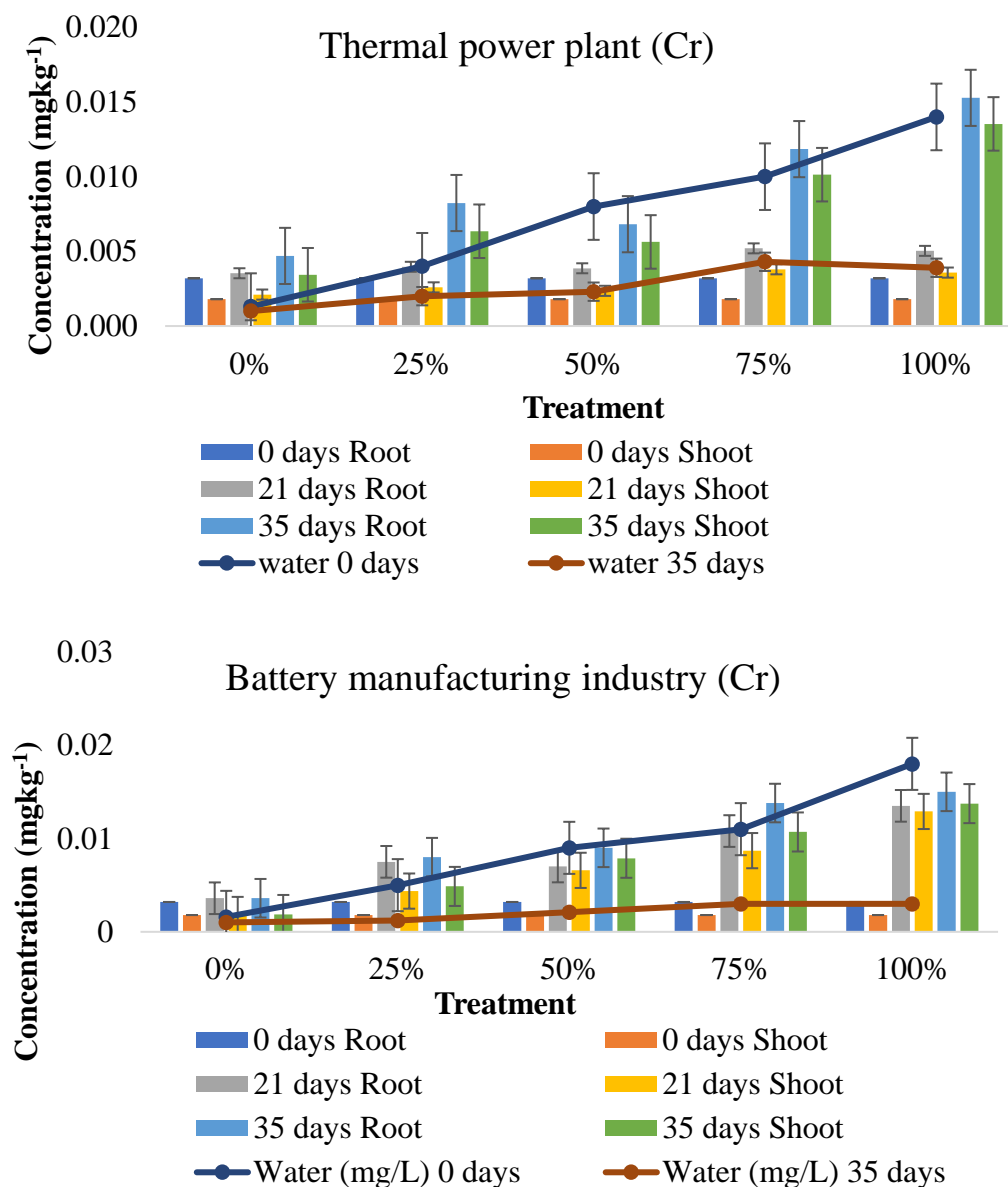 Thermal power plant (Cr)
Concentration (mgkg⁻¹)
0.020
0.015
0.010
0.005
0.000
0% 25% 50% 75% 100%
Treatment
0 days Root 0 days Shoot
21 days Root 21 days Shoot
35 days Root 35 days Shoot
water 0 days water 35 days
Battery manufacturing industry (Cr)
Concentration (mgkg⁻¹)
0.03
0.02
0.01
0
0% 25% 50% 75% 100%
Treatment
0 days Root 0 days Shoot
21 days Root 21 days Shoot
35 days Root 35 days Shoot
Water (mg/L) 0 days Water (mg/L) 35 days